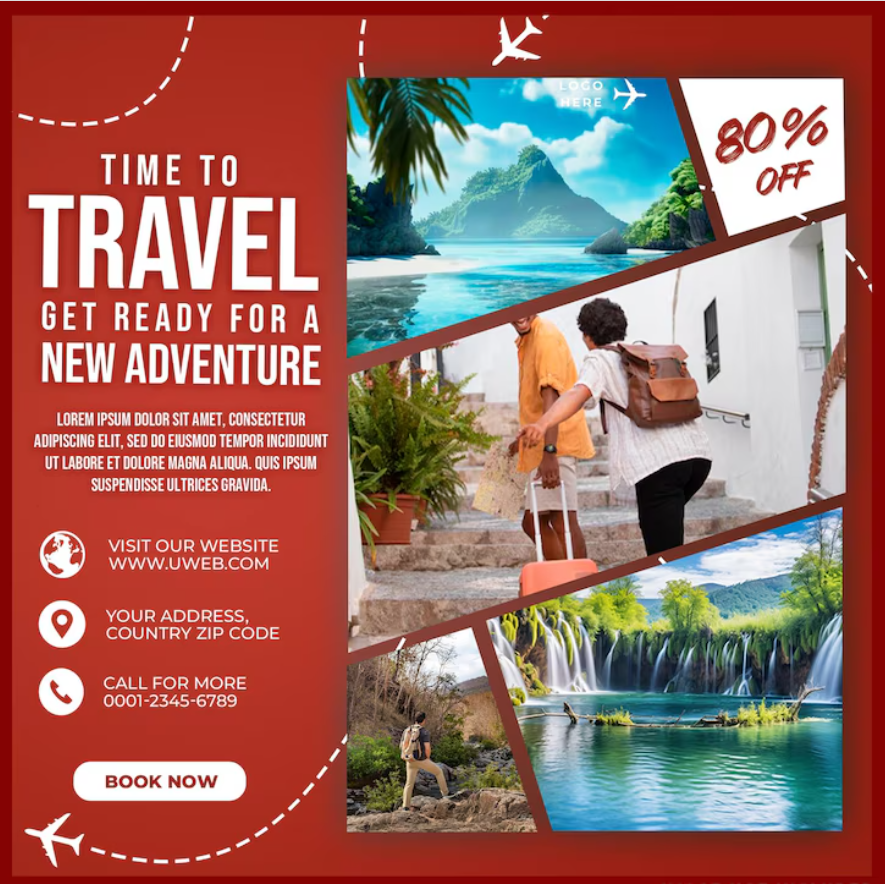 LOGO
HERE
80%
OFF
TIME TO
TRAVEL
GET READY FOR A
NEW ADVENTURE
LOREM IPSUM DOLOR SIT AMET, CONSECTETUR
ADIPISCING ELIT, SED DO EIUSMOD TEMPOR INCIDIDUNT
UT LABORE ET DOLORE MAGNA ALIQUA. QUIS IPSUM
SUSPENDISSE ULTRICES GRAVIDA.
VISIT OUR WEBSITE
WWW.UWEB.COM
YOUR ADDRESS,
COUNTRY ZIP CODE
CALL FOR MORE
0001-2345-6789
BOOK NOW